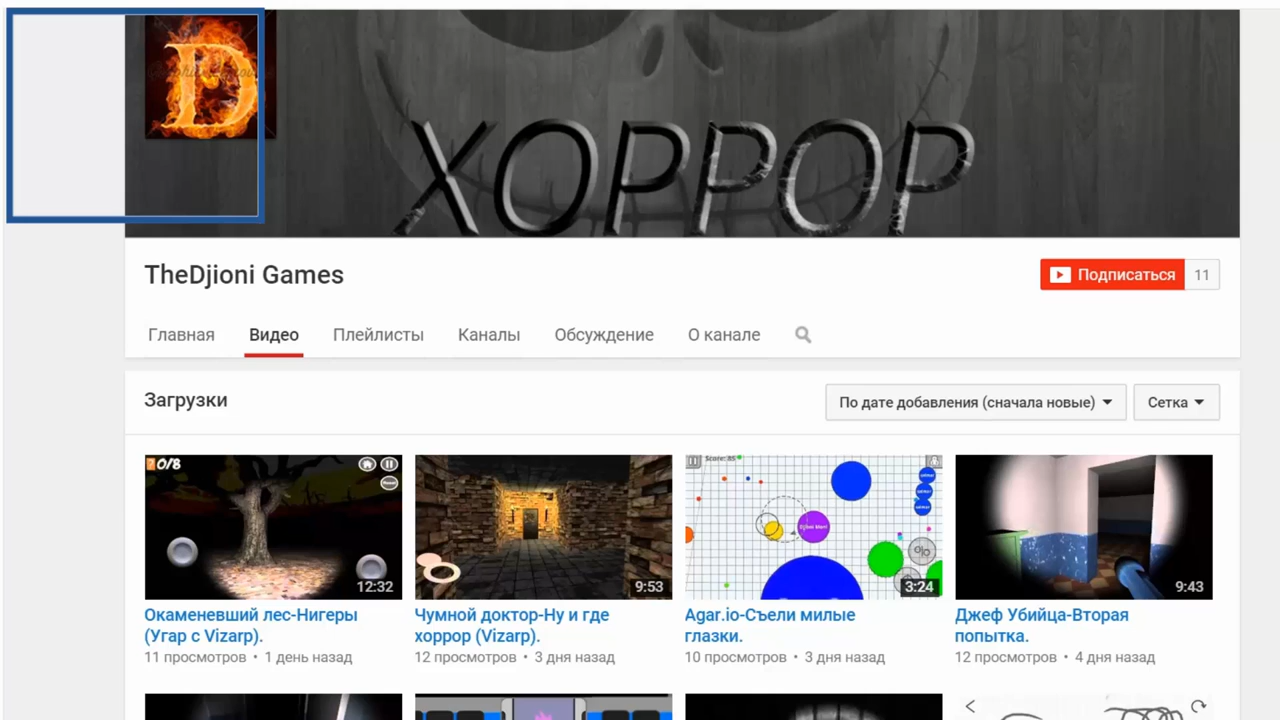 D
ХОРРОР
TheDjioni Games
Подписаться 11
Главная Видео Плейлисты Каналы Обсуждение О канале
Загрузки
По дате добавления (сначала новые) Сетка
0/8
12:32
9:53
3:24
9:43
Окаменевший лес-Нигеры
(Угар с Vizarp).
11 просмотров • 1 день назад
Чумной доктор-Ну и где
хоррор (Vizarp).
12 просмотров • 3 дня назад
Agar.io-Съели милые
глазки.
10 просмотров • 3 дня назад
Джеф Убийца-Вторая
попытка.
12 просмотров • 4 дня назад